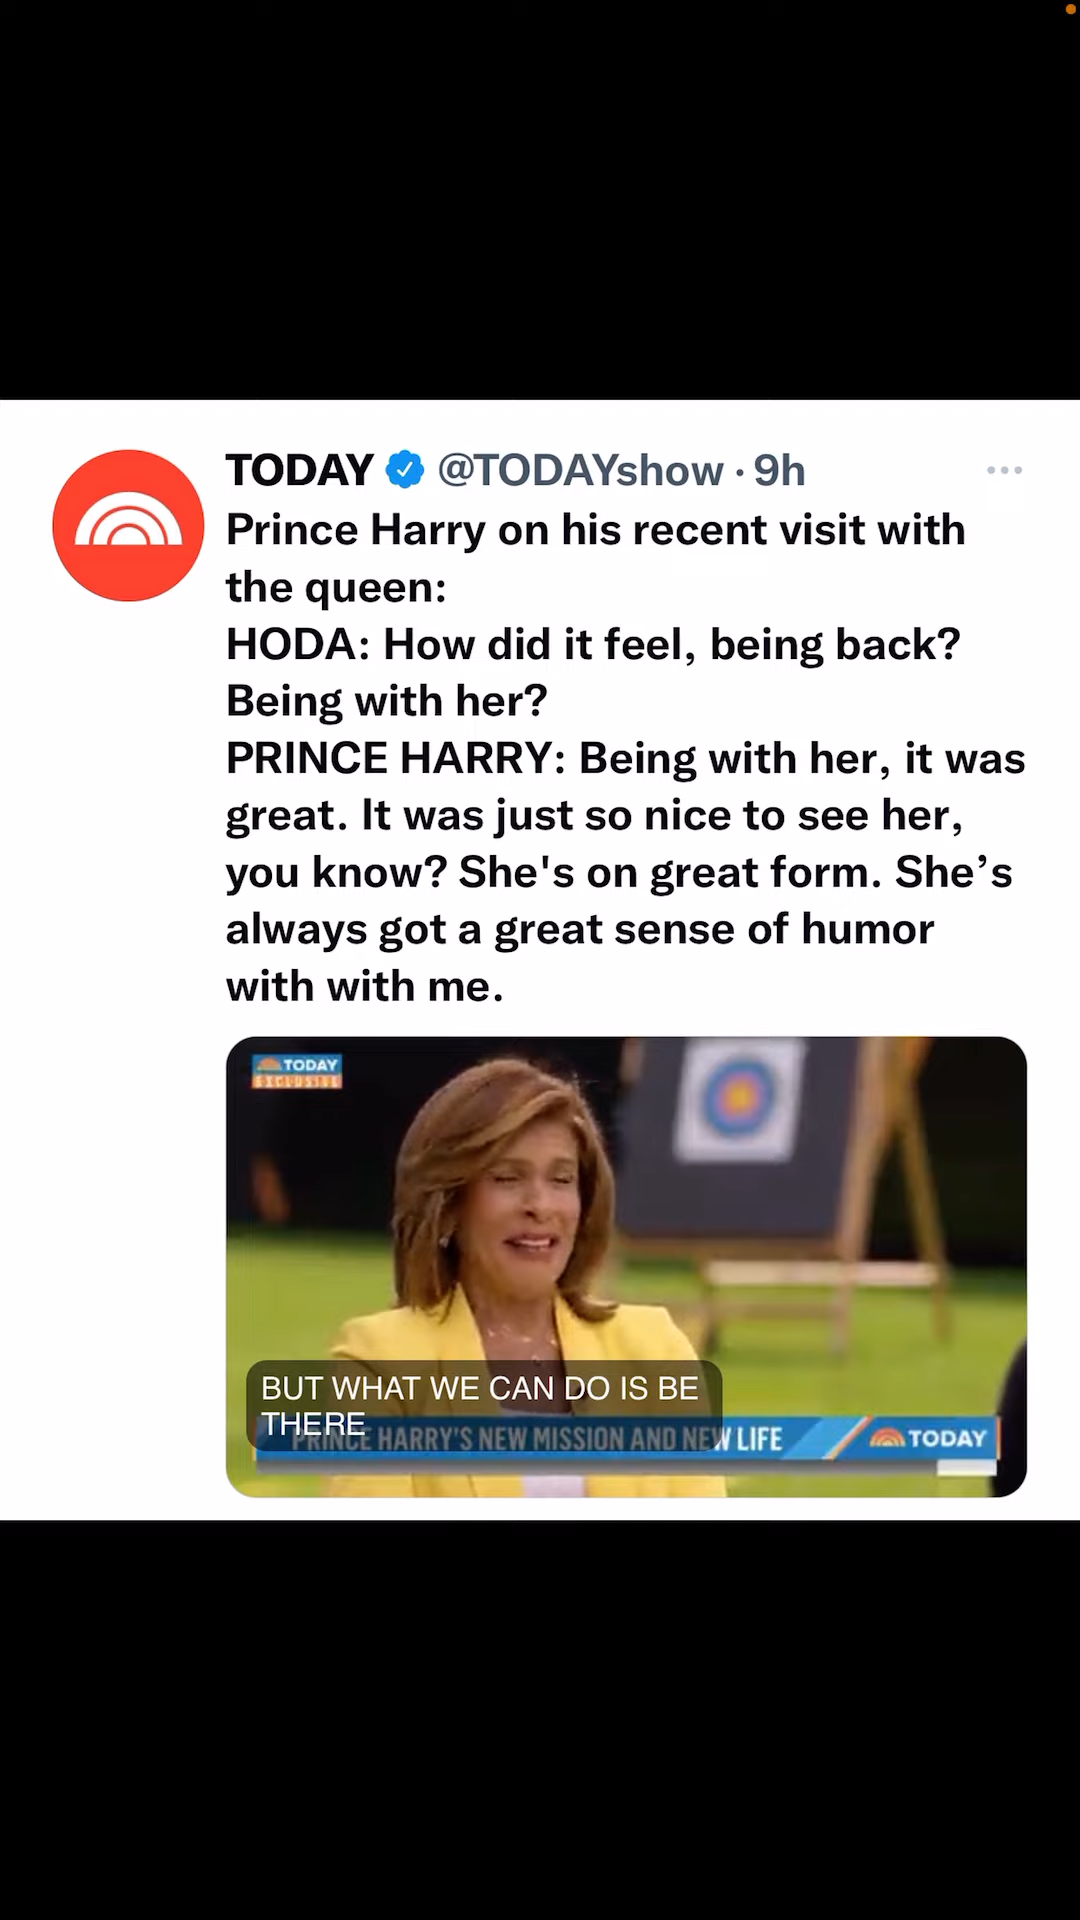 TODAY @TODAYshow · 9h
Prince Harry on his recent visit with
the queen:
HODA: How did it feel, being back?
Being with her?
PRINCE HARRY: Being with her, it was
great. It was just so nice to see her,
you know? She's on great form. She’s
always got a great sense of humor
with with me.
TODAY
EXCLUSIVE
BUT WHAT WE CAN DO IS BE
THERE
PRINCE HARRY'S NEW MISSION AND NEW LIFE
TODAY